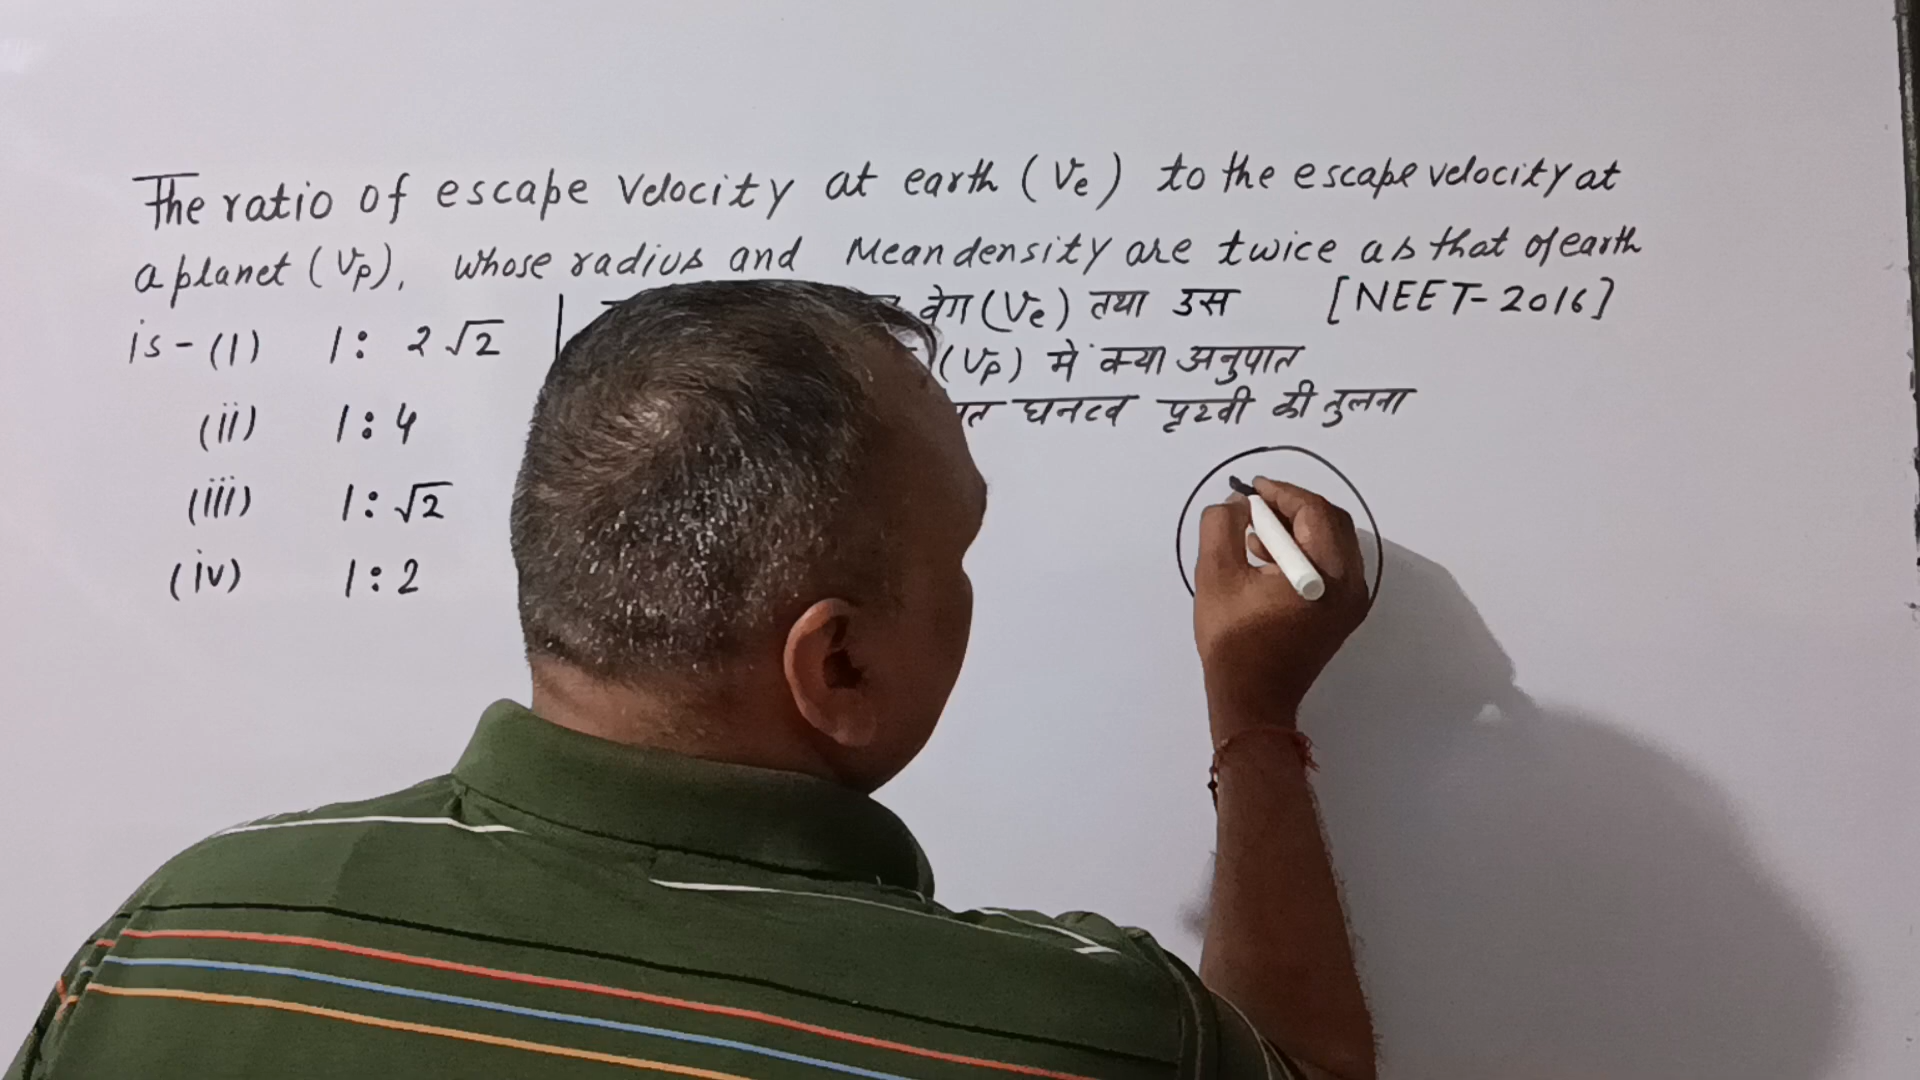 The ratio of escape velocity at earth (Ve) to the escape velocity at
a planet (Vp), whose radius and Mean density are twice as that of earth
is - (1) 1 : 2√2
वेग (Ve) तथा उस [NEET-2016]
(Vp) मे क्या अनुपात
(ii) 1 : 4
घनत्व पृथ्वी की तुलना
(iii) 1 : √2
(iv) 1 : 2